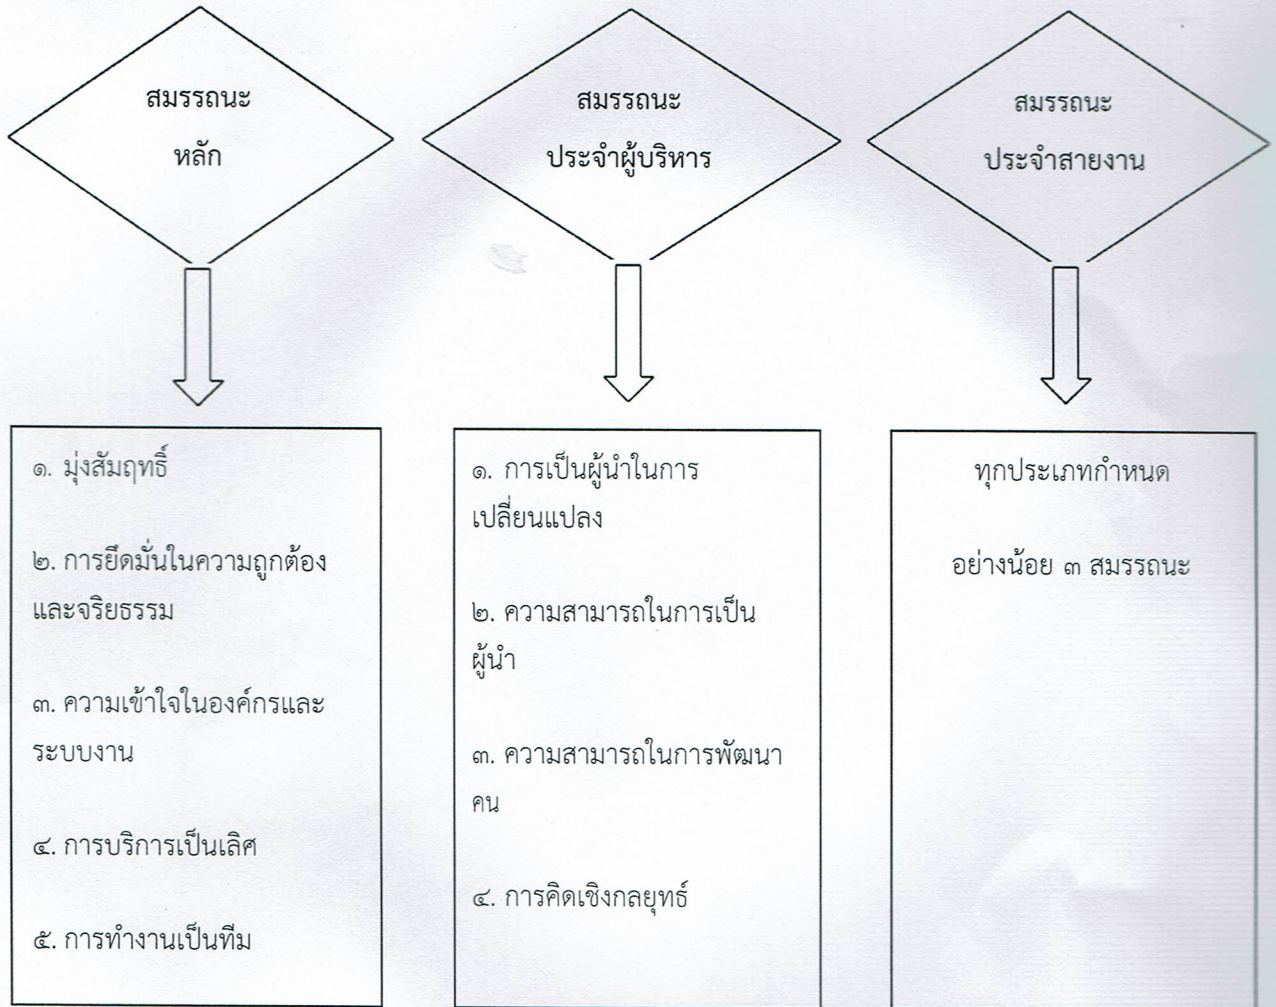 สมรรถนะ
หลัก
สมรรถนะ
ประจำผู้บริหาร
สมรรถนะ
ประจำสายงาน
๑. มุ่งสัมฤทธิ์
๒. การยึดมั่นในความถูกต้อง
และจริยธรรม
๓. ความเข้าใจในองค์กรและ
ระบบงาน
๔. การบริการเป็นเลิศ
๕. การทำงานเป็นทีม
๑. การเป็นผู้นำในการ
เปลี่ยนแปลง
๒. ความสามารถในการเป็น
ผู้นำ
๓. ความสามารถในการพัฒนา
คน
๔. การคิดเชิงกลยุทธ์
ทุกประเภทกำหนด
อย่างน้อย ๓ สมรรถนะ